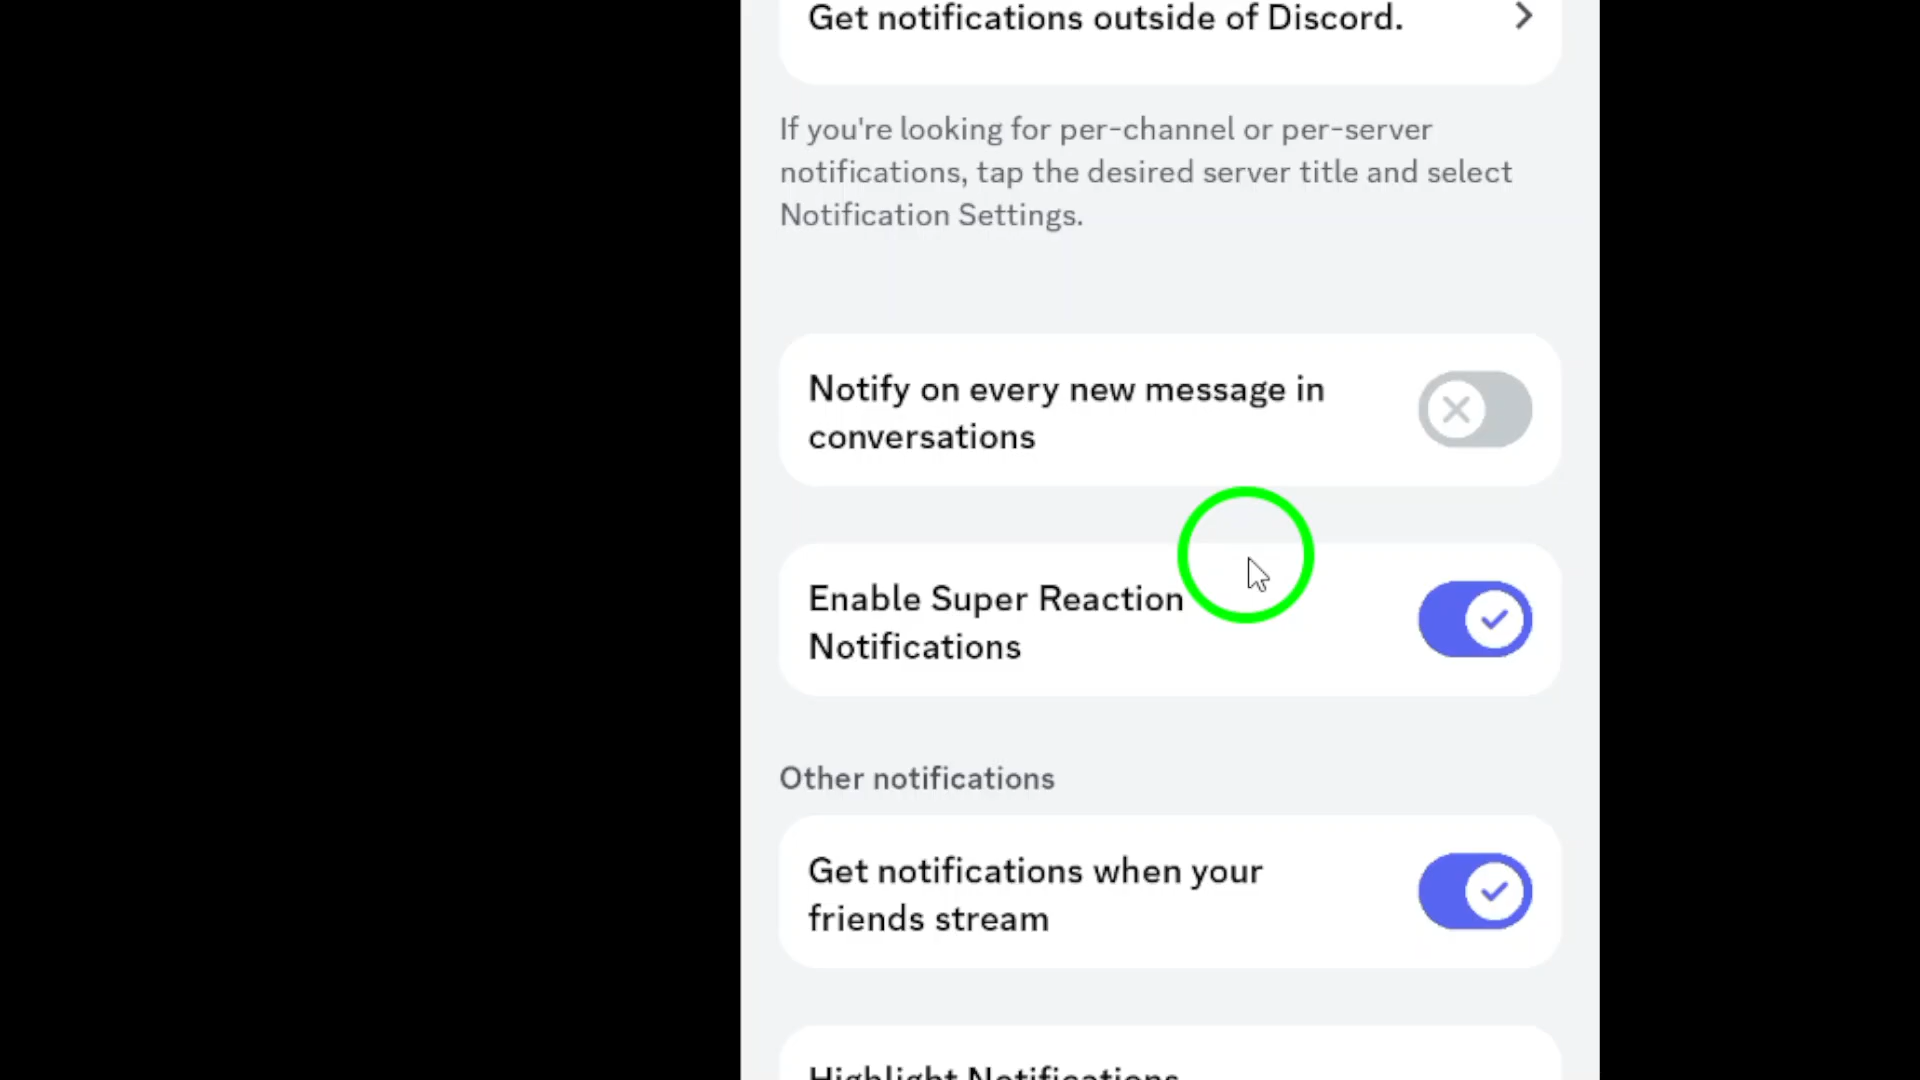 Get notifications outside of Discord.
If you're looking for per-channel or per-server
notifications, tap the desired server title and select
Notification Settings.
Notify on every new message in
conversations
Enable Super Reaction
Notifications
Other notifications
Get notifications when your
friends stream
Highlight Notifications